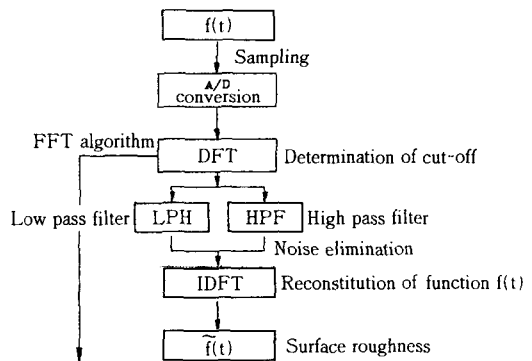 f(t)
Sampling
A/D
conversion
FFT algorithm
DFT
Determination of cut-off
Low pass filter
LPH
HPF
High pass filter
Noise elimination
IDFT
Reconstitution of function f(t)
f̃(t)
Surface roughness